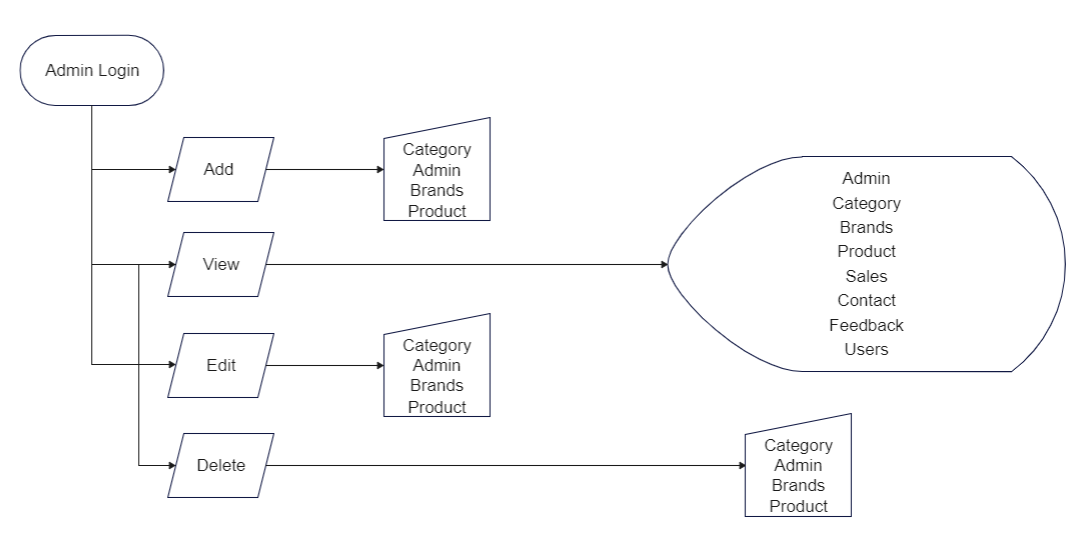 Admin Login
Add
Category
Admin
Brands
Product
View
Admin
Category
Brands
Product
Sales
Contact
Feedback
Users
Edit
Category
Admin
Brands
Product
Delete
Category
Admin
Brands
Product